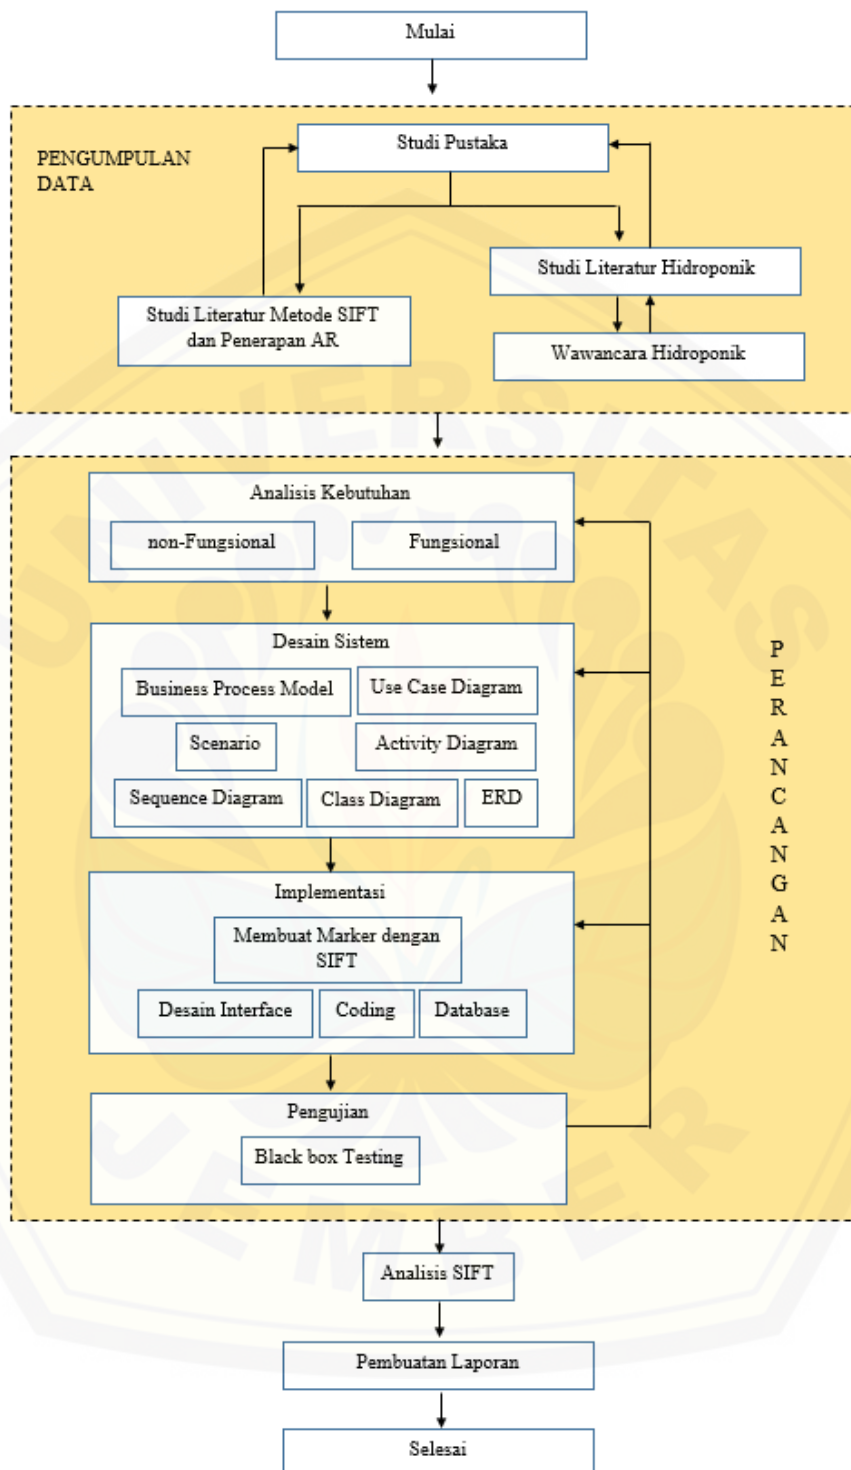 Mulai
PENGUMPULAN
DATA
Studi Pustaka
Studi Literatur Hidroponik
Studi Literatur Metode SIFT
dan Penerapan AR
Wawancara Hidroponik
Analisis Kebutuhan
non-Fungsional
Fungsional
Desain Sistem
Business Process Model
Use Case Diagram
Scenario
Activity Diagram
Sequence Diagram
Class Diagram
ERD
Implementasi
Membuat Marker dengan
SIFT
Desain Interface
Coding
Database
Pengujian
Black box Testing
P
E
R
A
N
C
A
N
G
A
N
Analisis SIFT
Pembuatan Laporan
Selesai
UNIVERSITAS
JEMBER